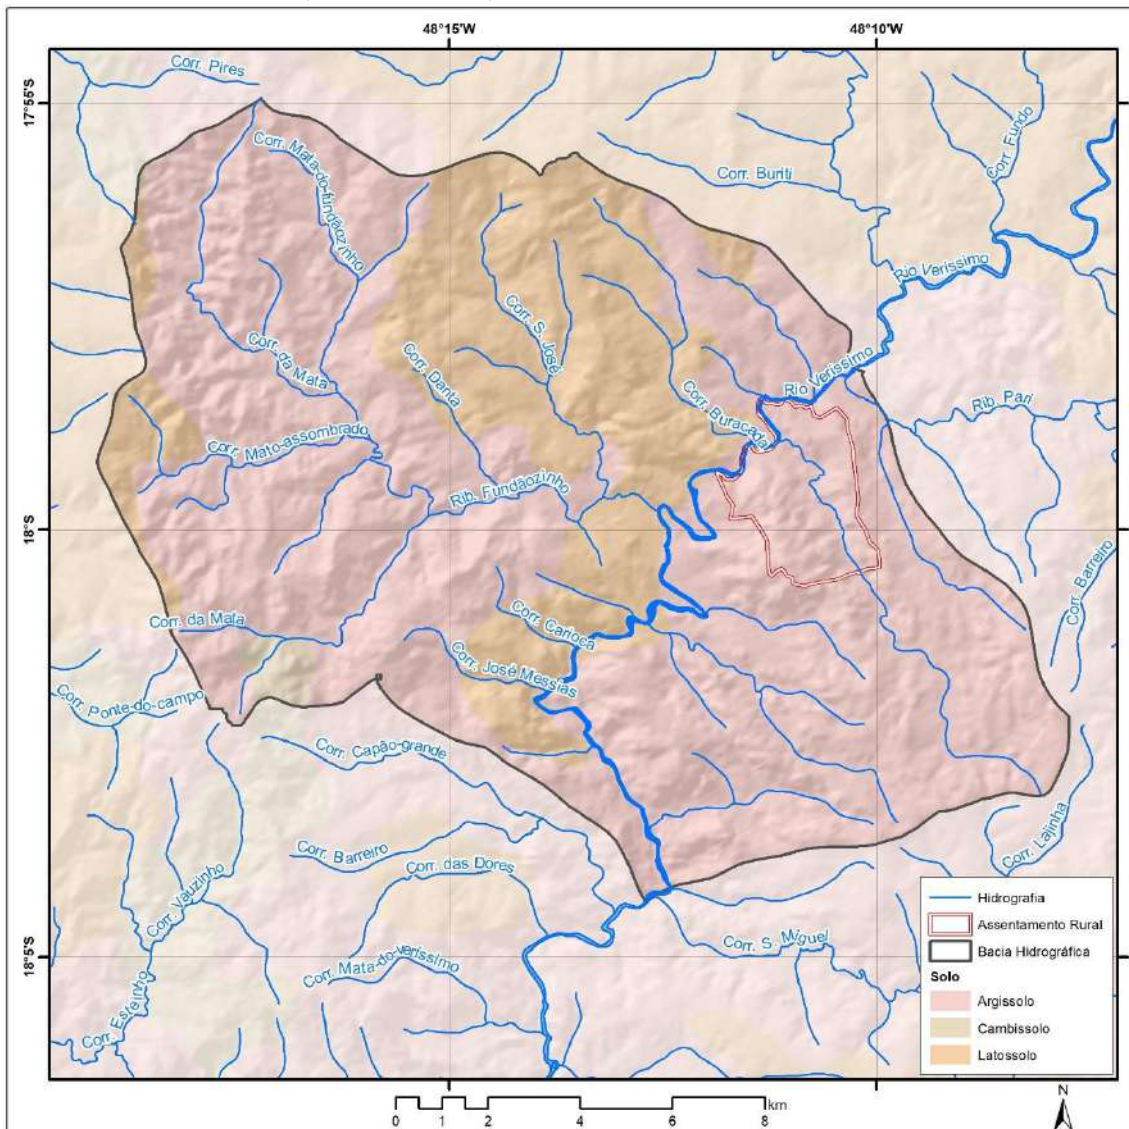 48°15'W
48°10'W
17°55'S
Corr. Pires
Corr. Fundo
Corr. Mata-do-fundãozinho
Corr. Buriti
Rio Veríssimo
Corr. S. José
Corr. da Mata
Corr. Danta
Rio Veríssimo
Corr. Buracada
Rib. Pari
Corr. Mato-assombrado
Rib. Fundãozinho
18°S
Corr. Barreiro
Corr. da Mata
Corr. Carioca
Corr. José Messias
Corr. Ponte-do-campo
Corr. Capão-grande
Corr. Lajinha
Corr. Barreiro
Corr. das Dores
Corr. Vauzinho
Corr. S. Miguel
Corr. Mata-do-veríssimo
18°5'S
Corr. Esteinho
Hidrografia
Assentamento Rural
Bacia Hidrográfica
Solo
Argissolo
Cambissolo
Latossolo
km
0 1 2 4 6 8
N